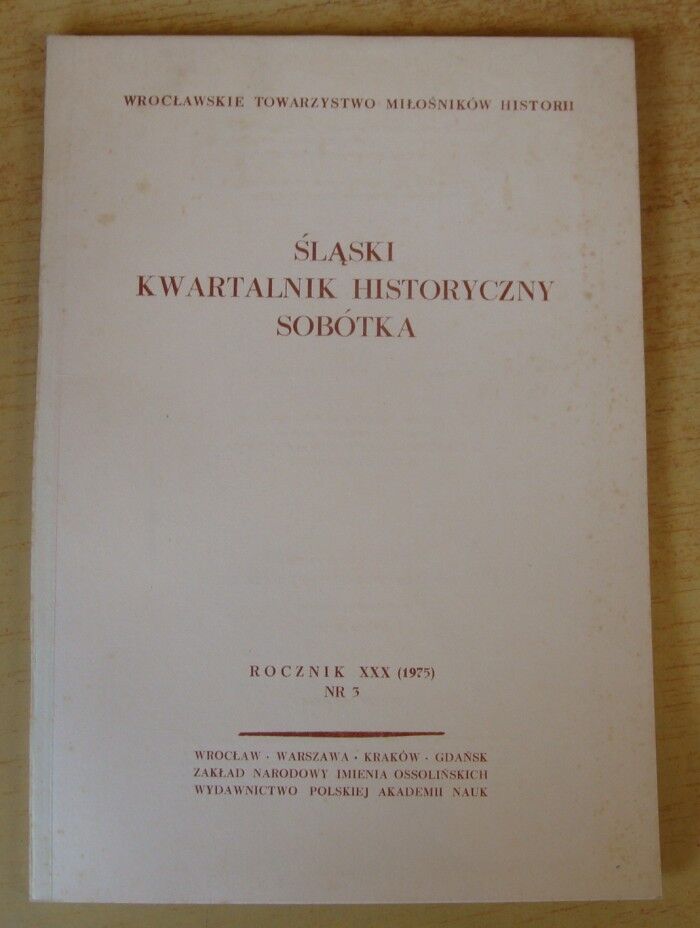 WROCŁAWSKIE TOWARZYSTWO MIŁOŚNIKÓW HISTORII
ŚLĄSKI
KWARTALNIK HISTORYCZNY
SOBÓTKA
ROCZNIK XXX (1975)
NR 3
WROCŁAW · WARSZAWA · KRAKÓW · GDAŃSK
ZAKŁAD NARODOWY IMIENIA OSSOLIŃSKICH
WYDAWNICTWO POLSKIEJ AKADEMII NAUK